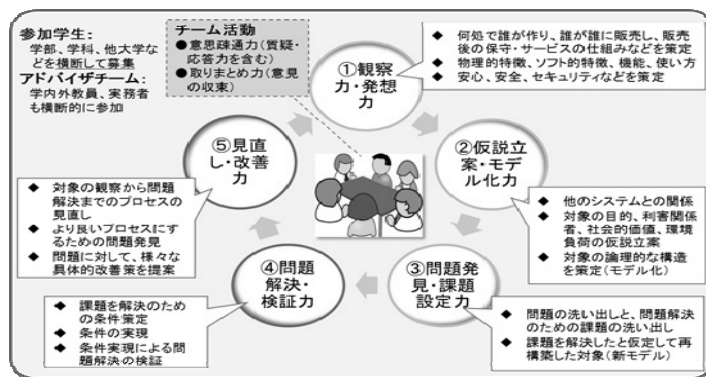 参加学生：
学部、学科、他大学な
どを横断して募集
アドバイザチーム：
学内外教員、実務者
も横断的に参加
チーム活動
●意思疎通力（質疑・
応答力を含む）
●取りまとめ力（意見
の収束）
①観察
力・発想
力
◆ 何処で誰が作り、誰が誰に販売し、販売
後の保守・サービスの仕組みなどを策定
◆ 物理的特徴、ソフト的特徴、機能、使い方
◆ 安心、安全、セキュリティなどを策定
②仮説立
案・モデ
ル化力
◆ 他のシステムとの関係
◆ 対象の目的、利害関係
者、社会的価値、環境
負荷の仮説立案
◆ 対象の論理的な構造
を策定（モデル化）
③問題発
見・課題
設定力
◆ 問題の洗い出しと、問題解決
のための課題の洗い出し
◆ 課題を解決したと仮定して再
構築した対象（新モデル）
④問題
解決・
検証力
◆ 課題を解決のため
の条件策定
◆ 条件の実現
◆ 条件実現による問
題解決の検証
⑤見直
し・改善
力
◆ 対象の観察から問題
解決までのプロセスの
見直し
◆ より良いプロセスにす
るための問題発見
◆ 問題に対して、様々な
具体的改善策を提案